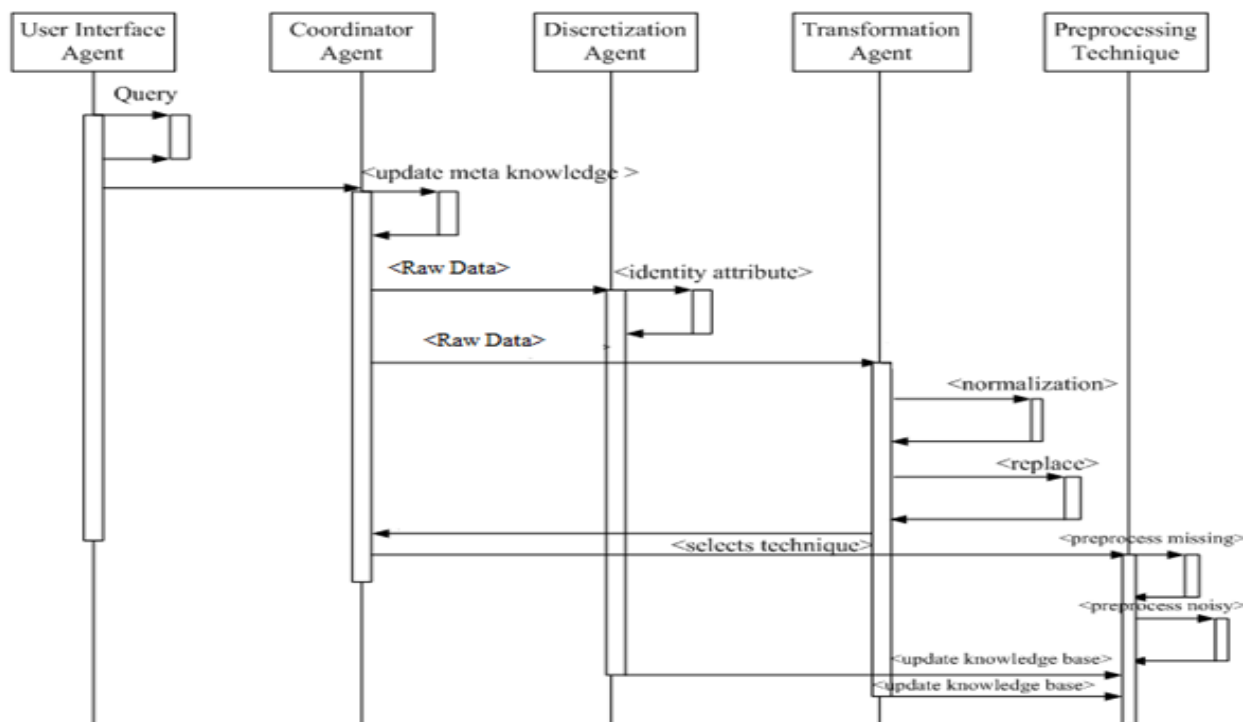 User Interface
Agent
Coordinator
Agent
Discretization
Agent
Transformation
Agent
Preprocessing
Technique
Query
<update meta knowledge >
<Raw Data>
<identity attribute>
<Raw Data>
<normalization>
<replace>
<selects technique>
<preprocess missing>
<preprocess noisy>
<update knowledge base>
<update knowledge base>